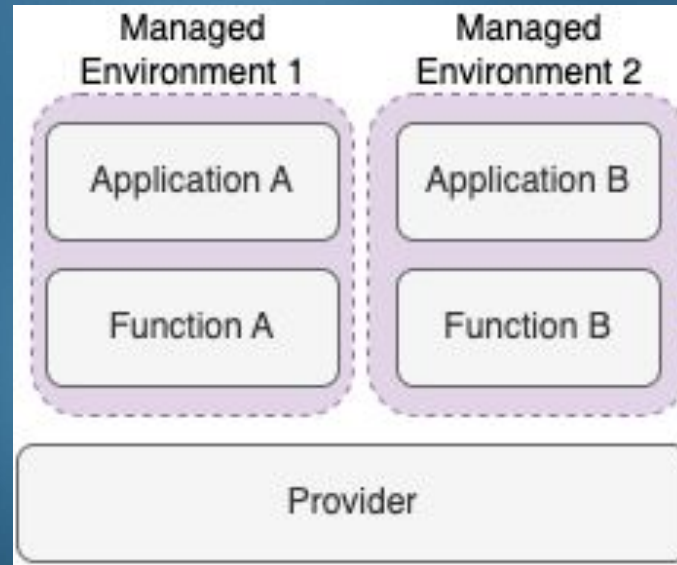 Managed
Environment 1
Managed
Environment 2
Application A
Application B
Function A
Function B
Provider